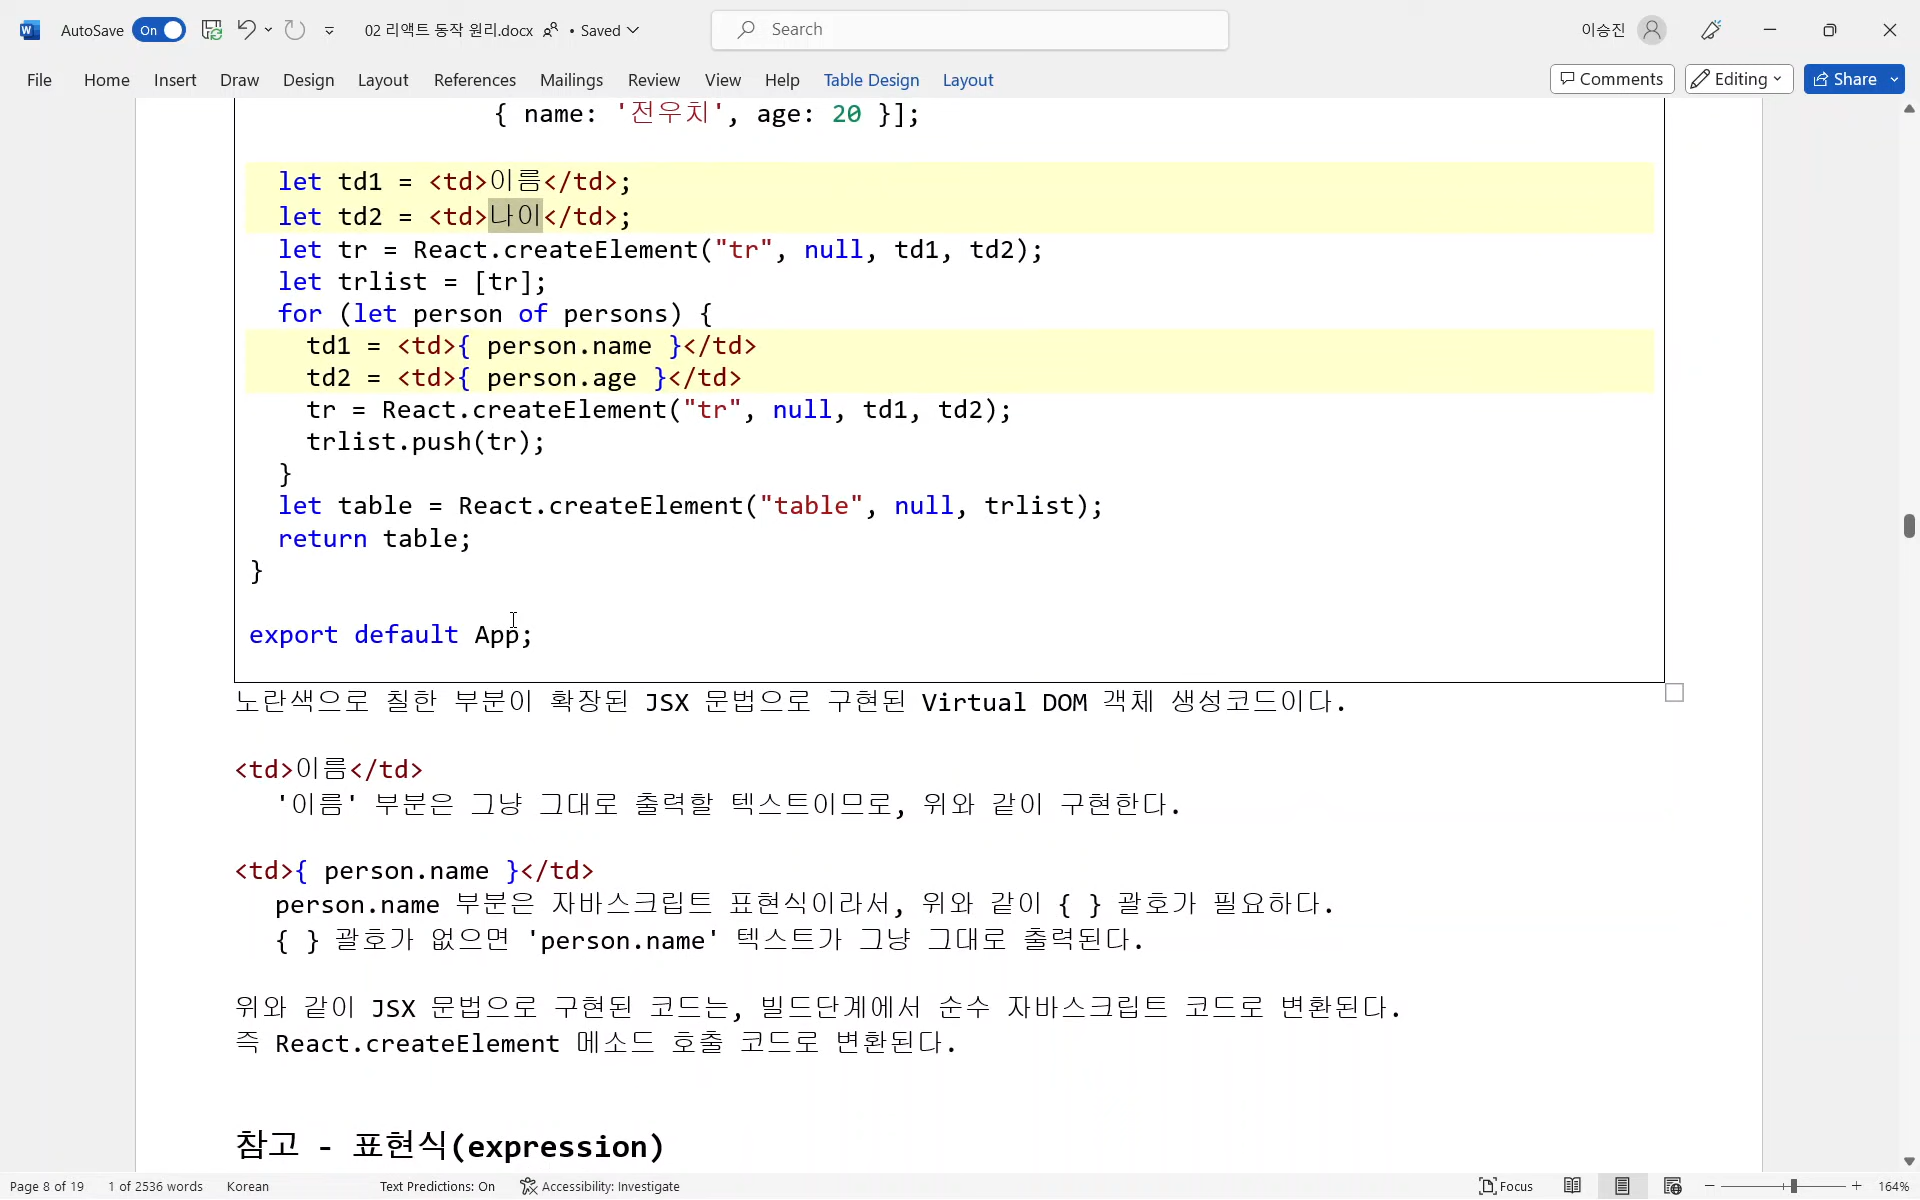 AutoSave On 02 리액트 동작 원리.docx • Saved Search 이승진
File Home Insert Draw Design Layout References Mailings Review View Help Table Design Layout Comments Editing Share
{ name: '전우치', age: 20 }];
let td1 = <td>이름</td>;
let td2 = <td>나이</td>;
let tr = React.createElement("tr", null, td1, td2);
let trlist = [tr];
for (let person of persons) {
td1 = <td>{ person.name }</td>
td2 = <td>{ person.age }</td>
tr = React.createElement("tr", null, td1, td2);
trlist.push(tr);
}
let table = React.createElement("table", null, trlist);
return table;
}
export default App;
노란색으로 칠한 부분이 확장된 JSX 문법으로 구현된 Virtual DOM 객체 생성코드이다.
<td>이름</td>
'이름' 부분은 그냥 그대로 출력할 텍스트이므로, 위와 같이 구현한다.
<td>{ person.name }</td>
person.name 부분은 자바스크립트 표현식이라서, 위와 같이 { } 괄호가 필요하다.
{ } 괄호가 없으면 'person.name' 텍스트가 그냥 그대로 출력된다.
위와 같이 JSX 문법으로 구현된 코드는, 빌드단계에서 순수 자바스크립트 코드로 변환된다.
즉 React.createElement 메소드 호출 코드로 변환된다.
참고 - 표현식(expression)
Page 8 of 19 1 of 2536 words Korean Text Predictions: On Accessibility: Investigate Focus 164%